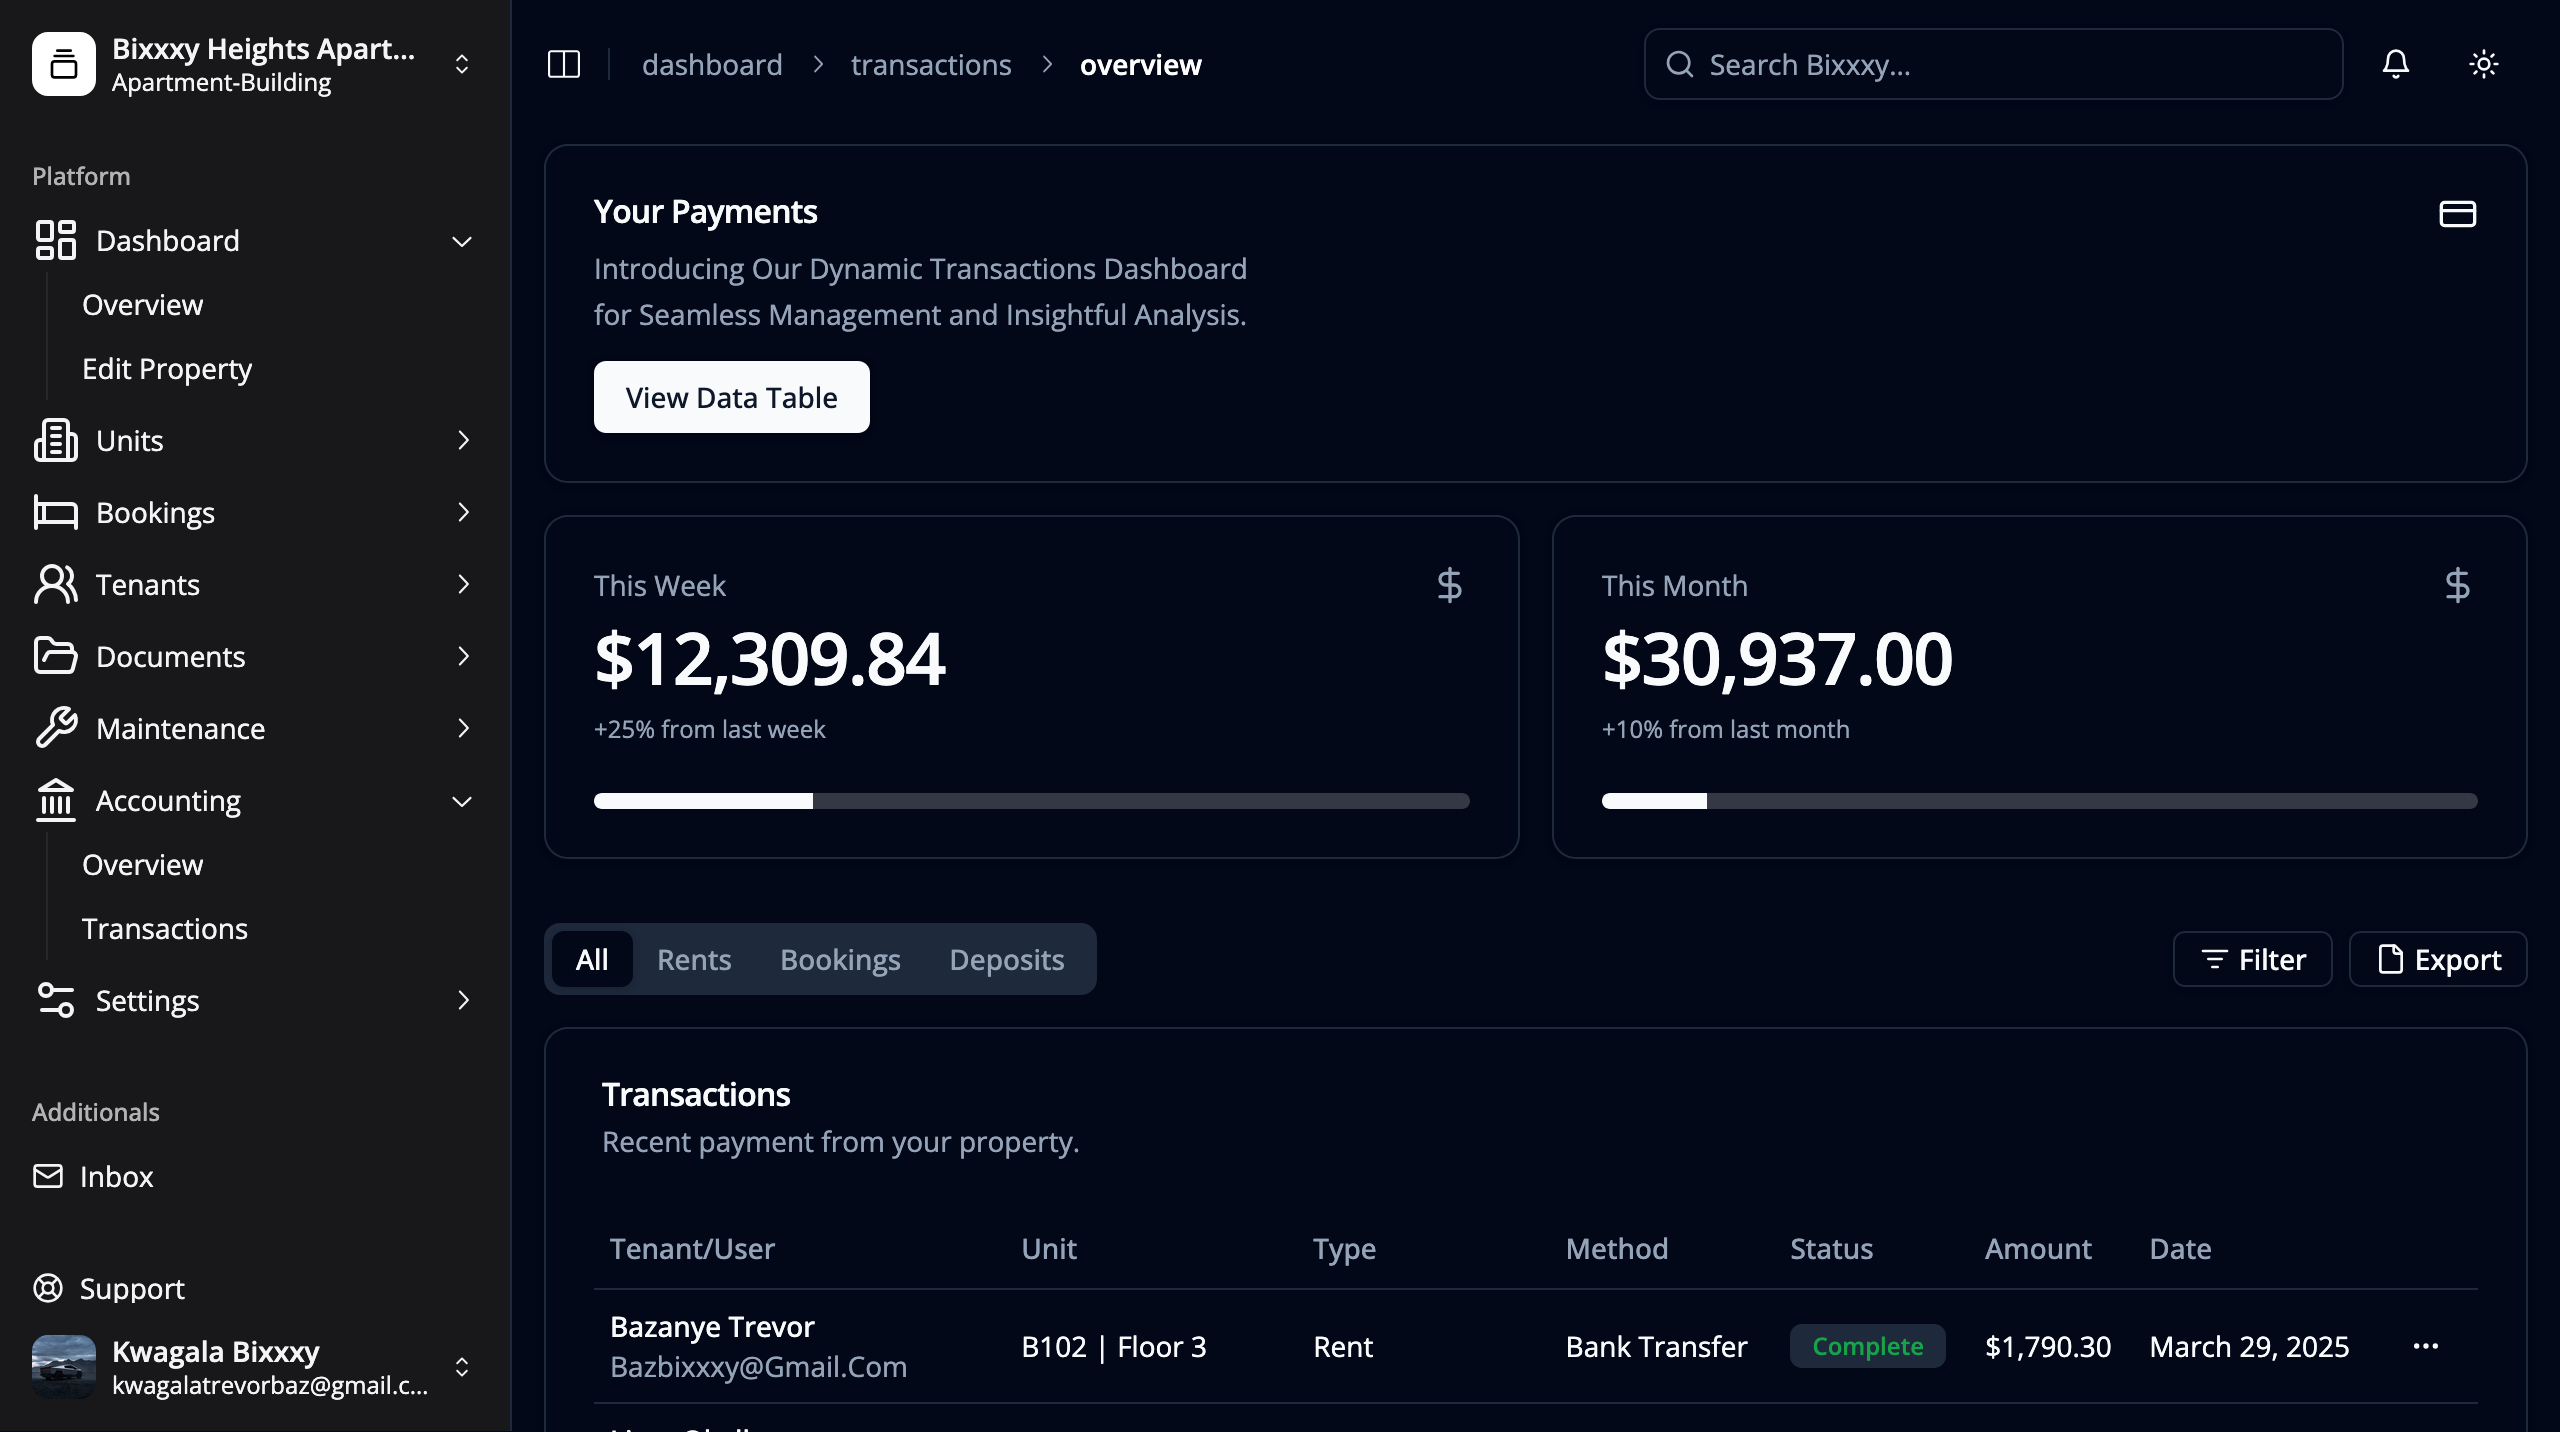 Bixxxy Heights Apart...
Apartment-Building
Platform
Dashboard
Overview
Edit Property
Units
Bookings
Tenants
Documents
Maintenance
Accounting
Overview
Transactions
Settings
Additionals
Inbox
Support
Kwagala Bixxxy
kwagalatrevorbaz@gmail.c...
dashboard > transactions > overview
Search Bixxxy...
Your Payments
Introducing Our Dynamic Transactions Dashboard
for Seamless Management and Insightful Analysis.
View Data Table
This Week $
$12,309.84
+25% from last week
This Month $
$30,937.00
+10% from last month
All Rents Bookings Deposits
Filter Export
Transactions
Recent payment from your property.
Tenant/User Unit Type Method Status Amount Date
Bazanye Trevor
Bazbixxxy@Gmail.Com
B102 | Floor 3 Rent Bank Transfer Complete $1,790.30 March 29, 2025 ...